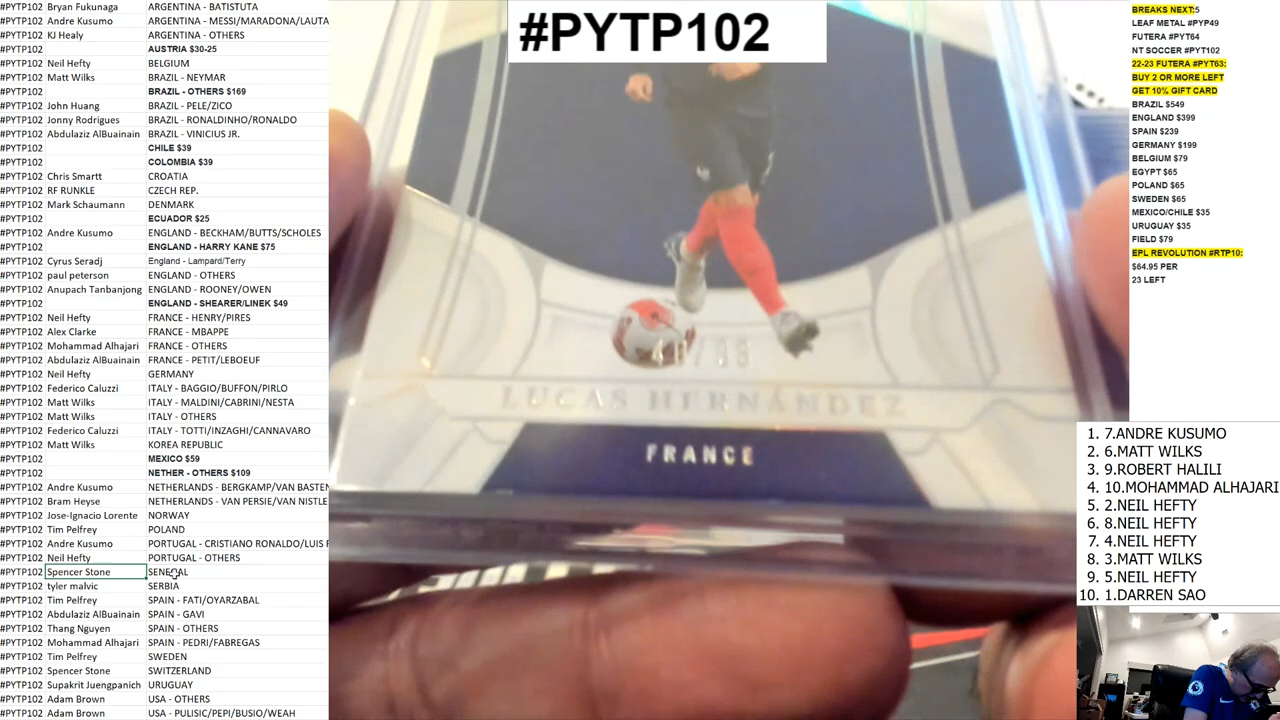 #PYTP102
#PYTP102 Bryan Fukunaga ARGENTINA - BATISTUTA
#PYTP102 Andre Kusumo ARGENTINA - MESSI/MARADONA/LAUTA
#PYTP102 KJ Healy ARGENTINA - OTHERS
#PYTP102 AUSTRIA $30-25
#PYTP102 Neil Hefty BELGIUM
#PYTP102 Matt Wilks BRAZIL - NEYMAR
#PYTP102 BRAZIL - OTHERS $169
#PYTP102 John Huang BRAZIL - PELE/ZICO
#PYTP102 Jonny Rodrigues BRAZIL - RONALDINHO/RONALDO
#PYTP102 Abdulaziz AlBuainain BRAZIL - VINICIUS JR.
#PYTP102 CHILE $39
#PYTP102 COLOMBIA $39
#PYTP102 Chris Smartt CROATIA
#PYTP102 RF RUNKLE CZECH REP.
#PYTP102 Mark Schaumann DENMARK
#PYTP102 ECUADOR $25
#PYTP102 Andre Kusumo ENGLAND - BECKHAM/BUTTS/SCHOLES
#PYTP102 ENGLAND - HARRY KANE $75
#PYTP102 Cyrus Seradj England - Lampard/Terry
#PYTP102 paul peterson ENGLAND - OTHERS
#PYTP102 Anupach Tanbanjong ENGLAND - ROONEY/OWEN
#PYTP102 ENGLAND - SHEARER/LINEK $49
#PYTP102 Neil Hefty FRANCE - HENRY/PIRES
#PYTP102 Alex Clarke FRANCE - MBAPPE
#PYTP102 Mohammad Alhajari FRANCE - OTHERS
#PYTP102 Abdulaziz AlBuainain FRANCE - PETIT/LEBOEUF
#PYTP102 Neil Hefty GERMANY
#PYTP102 Federico Caluzzi ITALY - BAGGIO/BUFFON/PIRLO
#PYTP102 Matt Wilks ITALY - MALDINI/CABRINI/NESTA
#PYTP102 Matt Wilks ITALY - OTHERS
#PYTP102 Federico Caluzzi ITALY - TOTTI/INZAGHI/CANNAVARO
#PYTP102 Matt Wilks KOREA REPUBLIC
#PYTP102 MEXICO $59
#PYTP102 NETHER - OTHERS $109
#PYTP102 Andre Kusumo NETHERLANDS - BERGKAMP/VAN BASTEN
#PYTP102 Bram Heyse NETHERLANDS - VAN PERSIE/VAN NISTLE
#PYTP102 Jose-Ignacio Lorente NORWAY
#PYTP102 Tim Pelfrey POLAND
#PYTP102 Andre Kusumo PORTUGAL - CRISTIANO RONALDO/LUIS F
#PYTP102 Neil Hefty PORTUGAL - OTHERS
#PYTP102 Spencer Stone SENEGAL
#PYTP102 tyler malvic SERBIA
#PYTP102 Tim Pelfrey SPAIN - FATI/OYARZABAL
#PYTP102 Abdulaziz AlBuainain SPAIN - GAVI
#PYTP102 Thang Nguyen SPAIN - OTHERS
#PYTP102 Mohammad Alhajari SPAIN - PEDRI/FABREGAS
#PYTP102 Tim Pelfrey SWEDEN
#PYTP102 Spencer Stone SWITZERLAND
#PYTP102 Supakrit Juengpanich URUGUAY
#PYTP102 Adam Brown USA - OTHERS
#PYTP102 Adam Brown USA - PULISIC/PEPI/BUSIO/WEAH
LUCAS HERNÁNDEZ
FRANCE
BREAKS NEXT:5
LEAF METAL #PYP49
FUTERA #PYT64
NT SOCCER #PYT102
22-23 FUTERA #PYT63:
BUY 2 OR MORE LEFT
GET 10% GIFT CARD
BRAZIL $549
ENGLAND $399
SPAIN $239
GERMANY $199
BELGIUM $79
EGYPT $65
POLAND $65
SWEDEN $65
MEXICO/CHILE $35
URUGUAY $35
FIELD $79
EPL REVOLUTION #RTP10:
$64.95 PER
23 LEFT
1. 7.ANDRE KUSUMO
2. 6.MATT WILKS
3. 9.ROBERT HALILI
4. 10.MOHAMMAD ALHAJARI
5. 2.NEIL HEFTY
6. 8.NEIL HEFTY
7. 4.NEIL HEFTY
8. 3.MATT WILKS
9. 5.NEIL HEFTY
10. 1.DARREN SAO